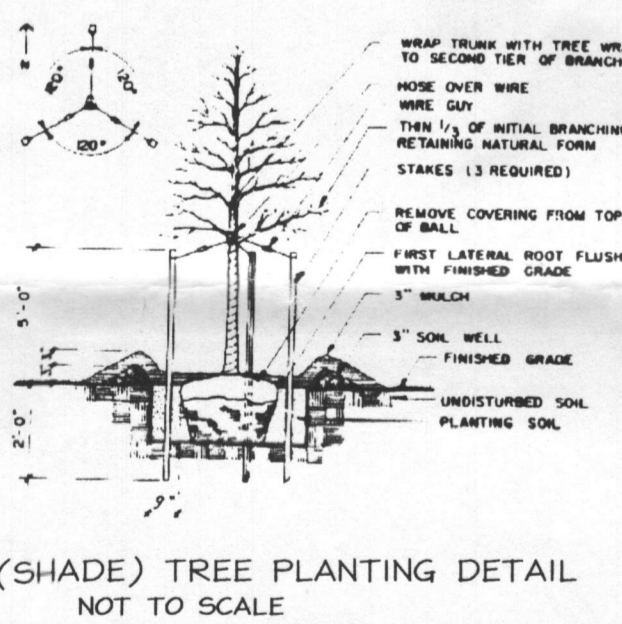 N
120°
120°
120°
WRAP TRUNK WITH TREE WR
TO SECOND TIER OF BRANCH
HOSE OVER WIRE
WIRE GUY
THIN 1/3 OF INITIAL BRANCHING
RETAINING NATURAL FORM
STAKES (3 REQUIRED)
REMOVE COVERING FROM TOP
OF BALL
FIRST LATERAL ROOT FLUSH
WITH FINISHED GRADE
3" MULCH
3" SOIL WELL
FINISHED GRADE
UNDISTURBED SOIL
PLANTING SOIL
5'-0"
2'-0"
9"
(SHADE) TREE PLANTING DETAIL
NOT TO SCALE